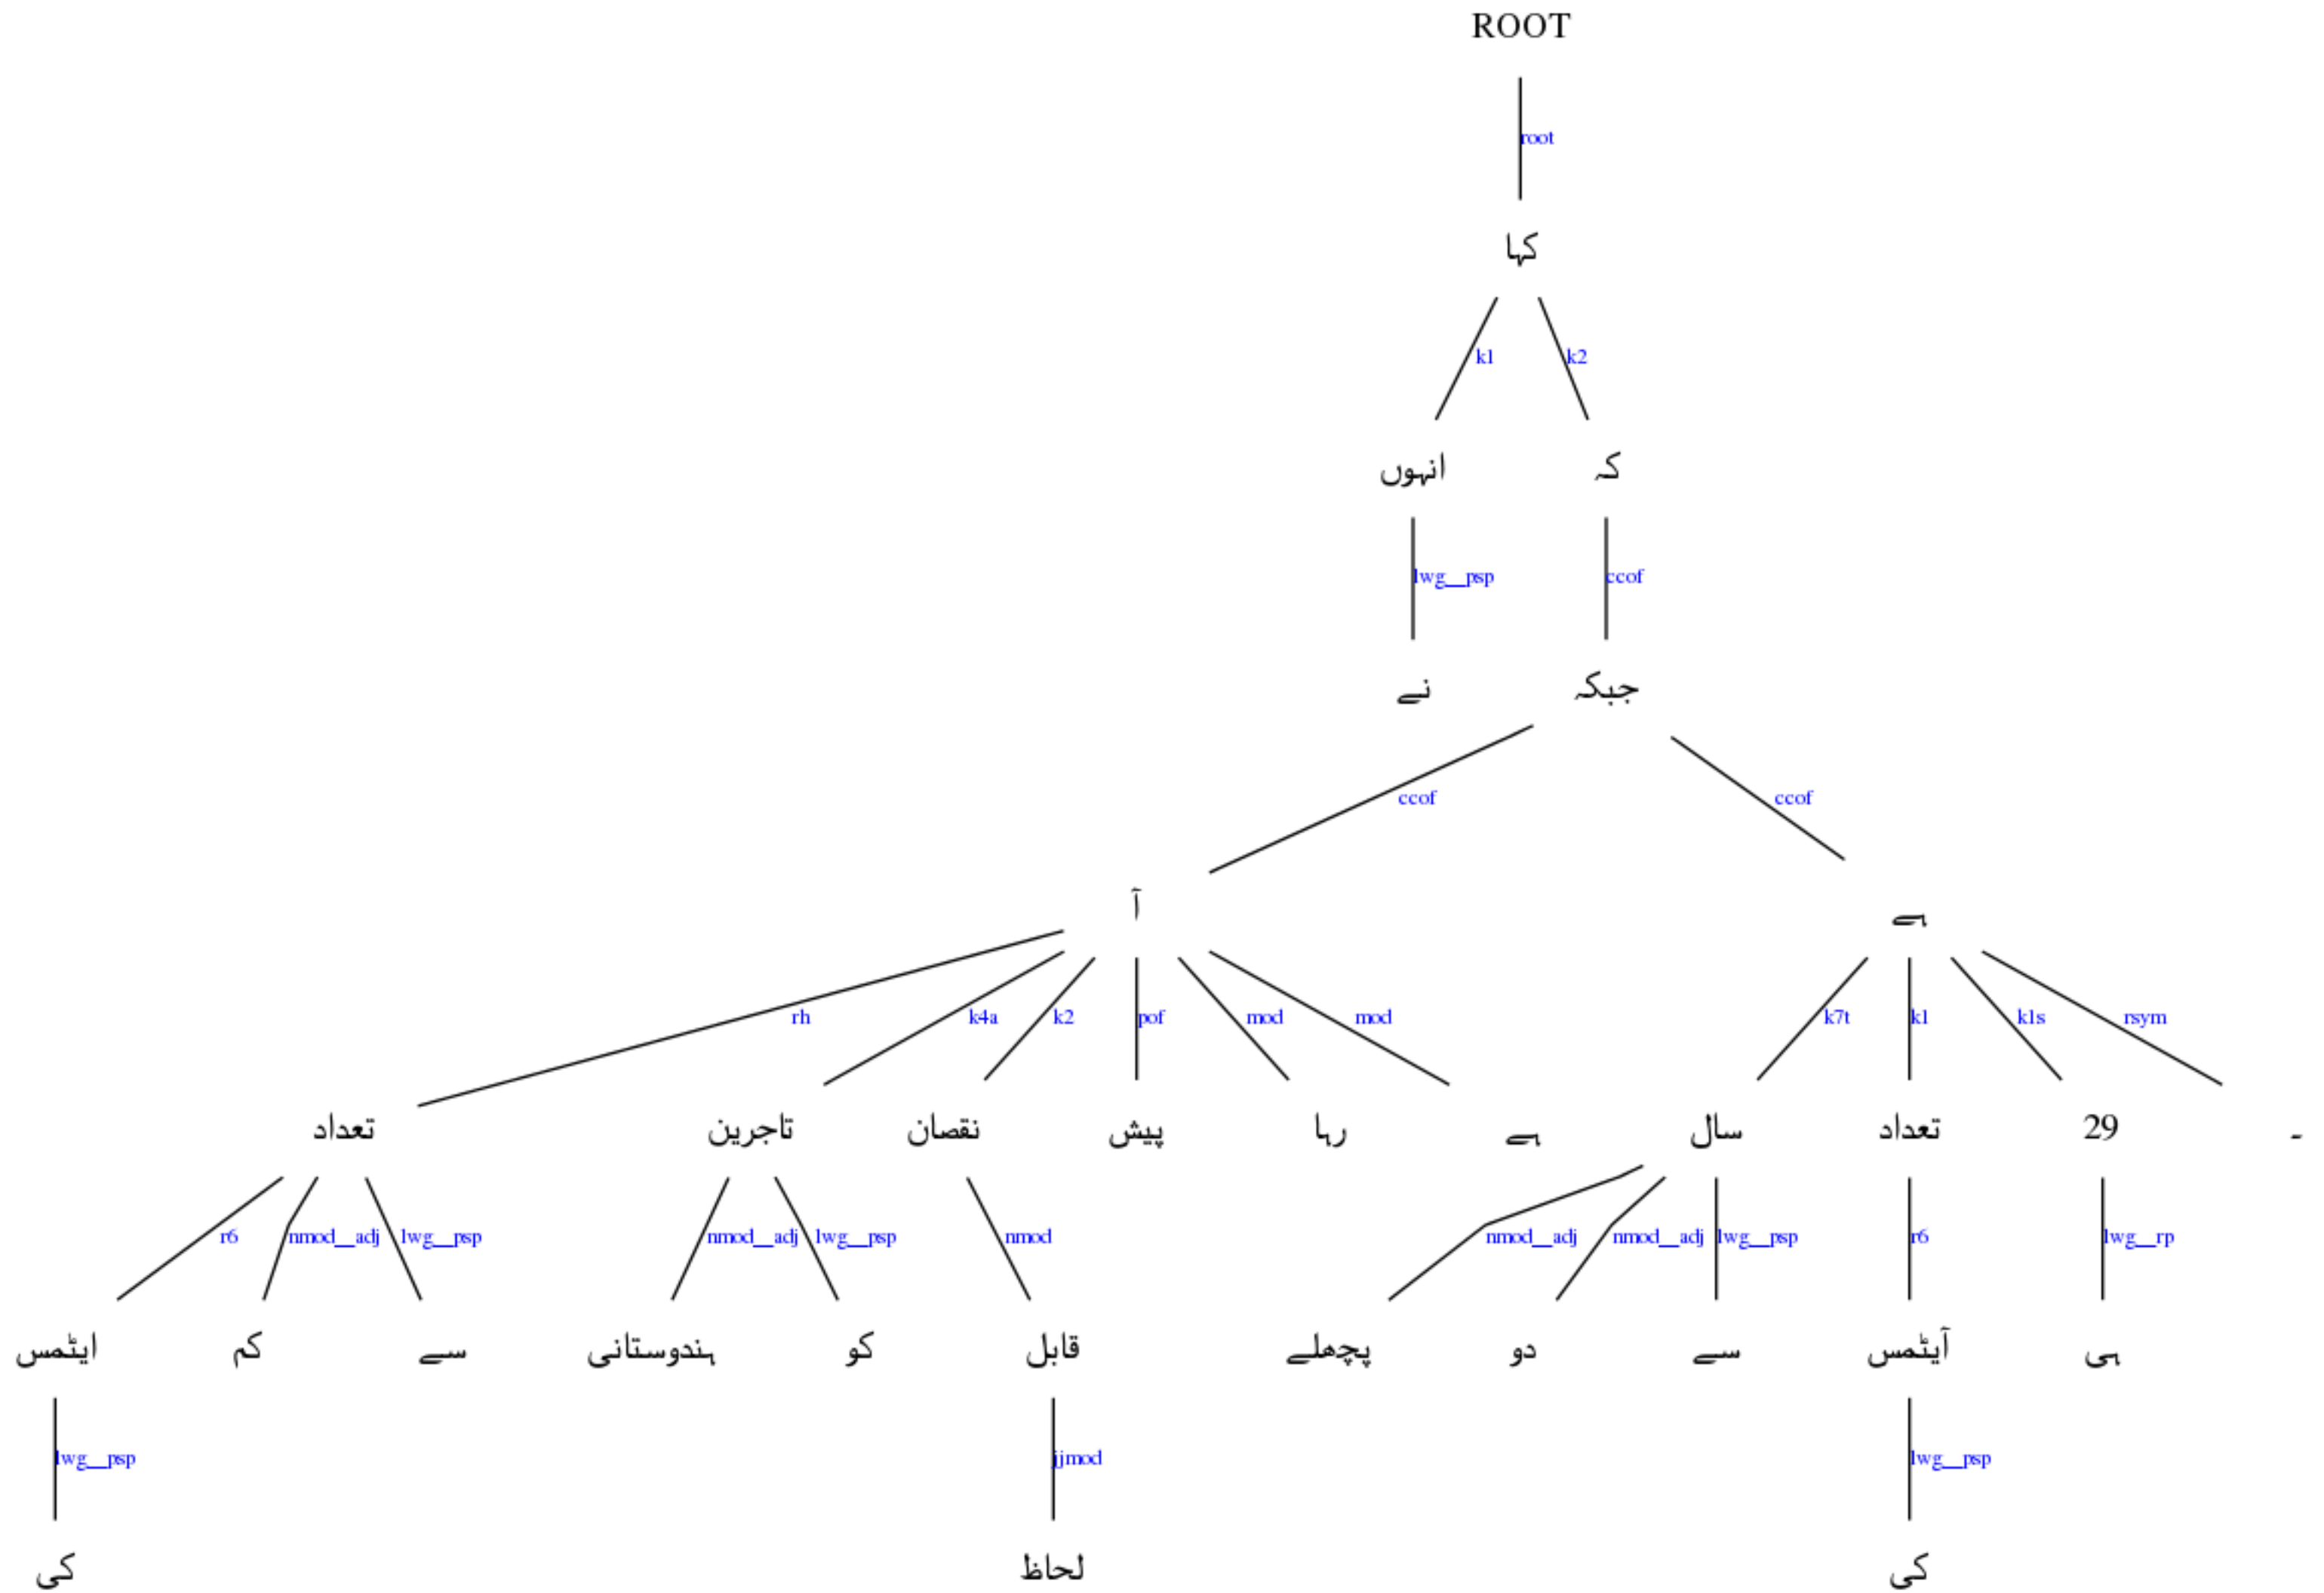 ROOT
root
کہا
k1 k2
انہوں کہ
lwg__psp ccof
نے جبکہ
ccof ccof
آ ہے
rh k4a k2 pof mod mod k7t k1 k1s rsym
تعداد تاجرین نقصان پیش رہا ہے سال تعداد 29 ۔
r6 nmod__adj lwg__psp nmod__adj lwg__psp nmod nmod__adj nmod__adj lwg__psp r6 lwg__rp
ایٹمس کم سے ہندوستانی کو قابل پچھلے دو سے آیٹمس ہی
lwg__psp jjmod lwg__psp
کی لحاظ کی